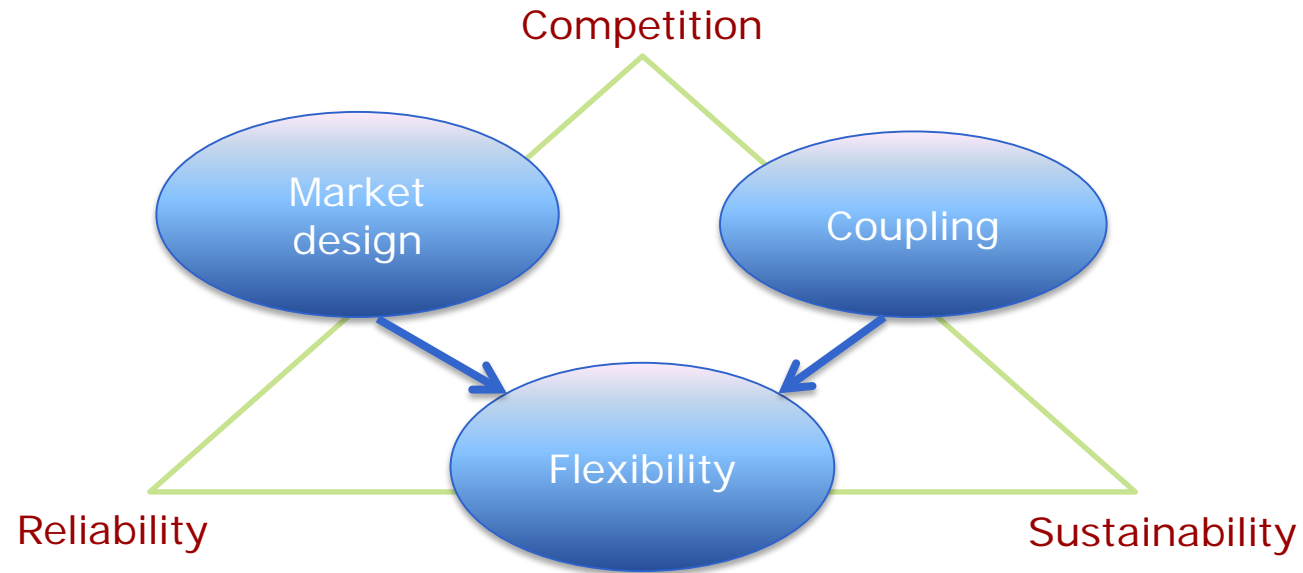 Competition
Market
design
Coupling
Flexibility
Reliability
Sustainability